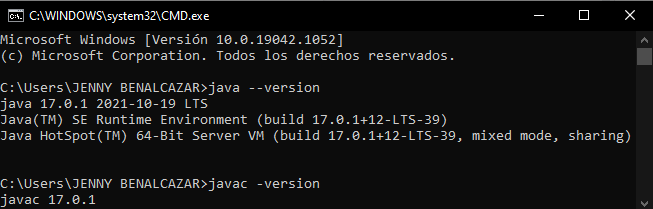 C:\WINDOWS\system32\CMD.exe
Microsoft Windows [Versión 10.0.19042.1052]
(c) Microsoft Corporation. Todos los derechos reservados.
C:\Users\JENNY BENALCAZAR>java --version
java 17.0.1 2021-10-19 LTS
Java(TM) SE Runtime Environment (build 17.0.1+12-LTS-39)
Java HotSpot(TM) 64-Bit Server VM (build 17.0.1+12-LTS-39, mixed mode, sharing)
C:\Users\JENNY BENALCAZAR>javac -version
javac 17.0.1